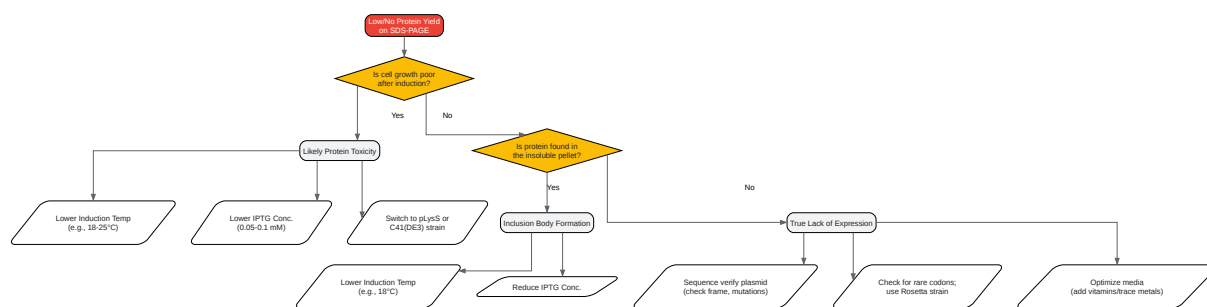 Low/No Protein Yield
on SDS-PAGE
Is cell growth poor
after induction?
Yes
No
Is protein found in
the insoluble pellet?
Likely Protein Toxicity
Yes
No
Lower Induction Temp
(e.g., 18-25°C)
Lower IPTG Conc.
(0.05-0.1 mM)
Switch to pLysS or
C41(DE3) strain
Inclusion Body Formation
True Lack of Expression
Lower Induction Temp
(e.g., 18°C)
Reduce IPTG Conc.
Sequence verify plasmid
(check frame, mutations)
Check for rare codons;
use Rosetta strain
Optimize media
(add vitamins/trace metals)